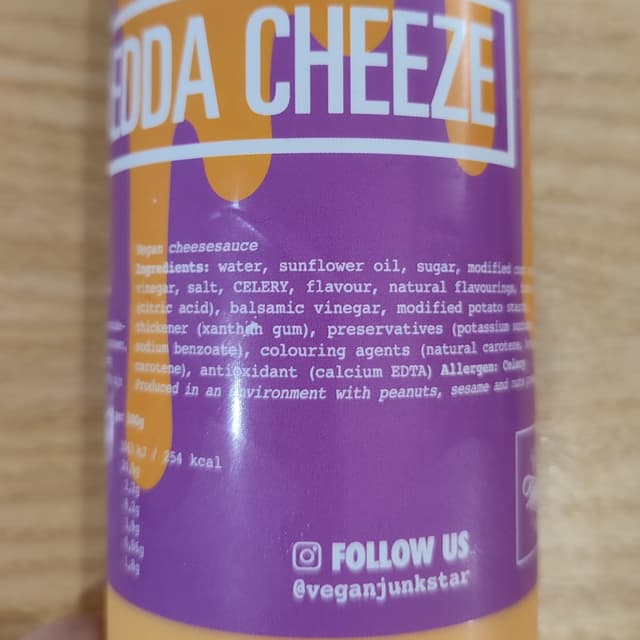 EDDA CHEEZE
Vegan cheesesauce
Ingredients: water, sunflower oil, sugar, modified
vinegar, salt, CELERY, flavour, natural flavourings,
(citric acid), balsamic vinegar, modified potato
thickener (xanthan gum), preservatives (potassium
sodium benzoate), colouring agents (natural carotene,
carotene), antioxidant (calcium EDTA) Allergen: Celery
Produced in an environment with peanuts, sesame and
/ 254 kcal
FOLLOW US
@veganjunkstar